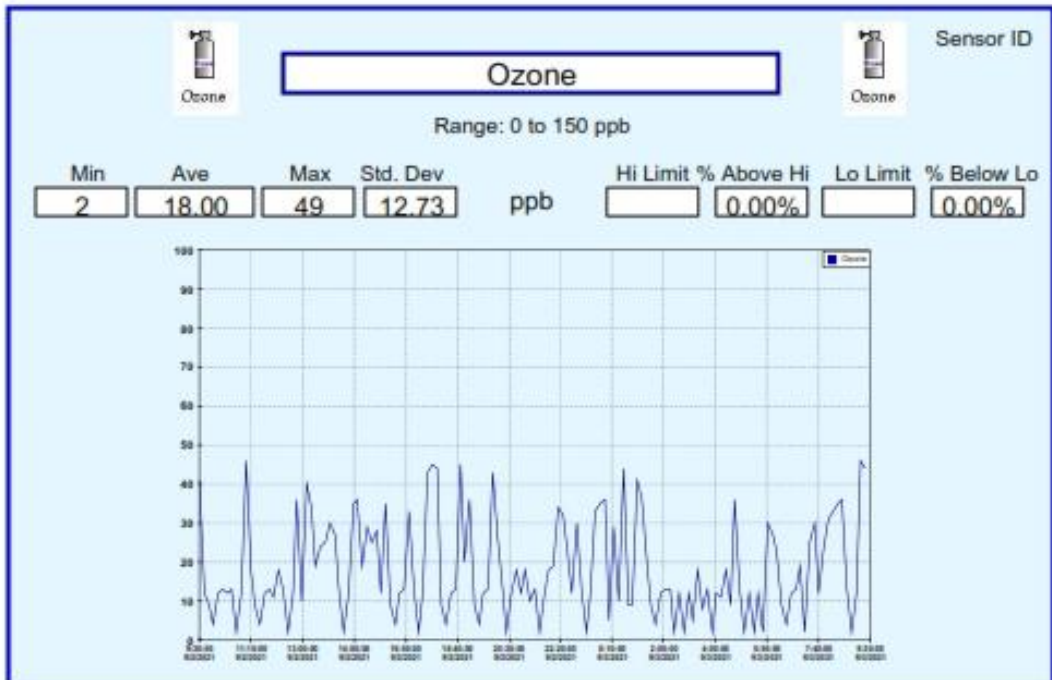 Sensor ID
Ozone
Ozone
Ozone
Range: 0 to 150 ppb
Min Ave Max Std. Dev Hi Limit % Above Hi Lo Limit % Below Lo
2 18.00 49 12.73 ppb 0.00% 0.00%
Ozone
100
90
80
70
60
50
40
30
20
10
0